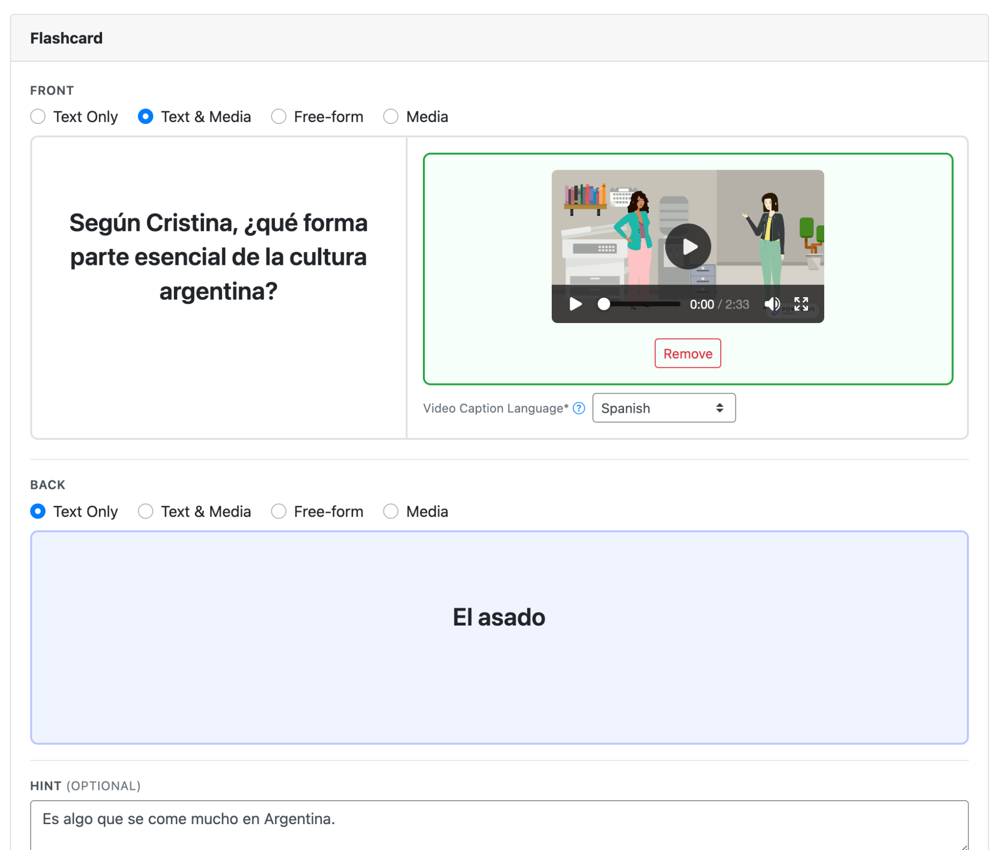 Flashcard
FRONT
Text Only
Text & Media
Free-form
Media
Según Cristina, ¿qué forma
parte esencial de la cultura
argentina?
0:00 / 2:33
Remove
Video Caption Language*
?
Spanish
BACK
Text Only
Text & Media
Free-form
Media
El asado
HINT (OPTIONAL)
Es algo que se come mucho en Argentina.